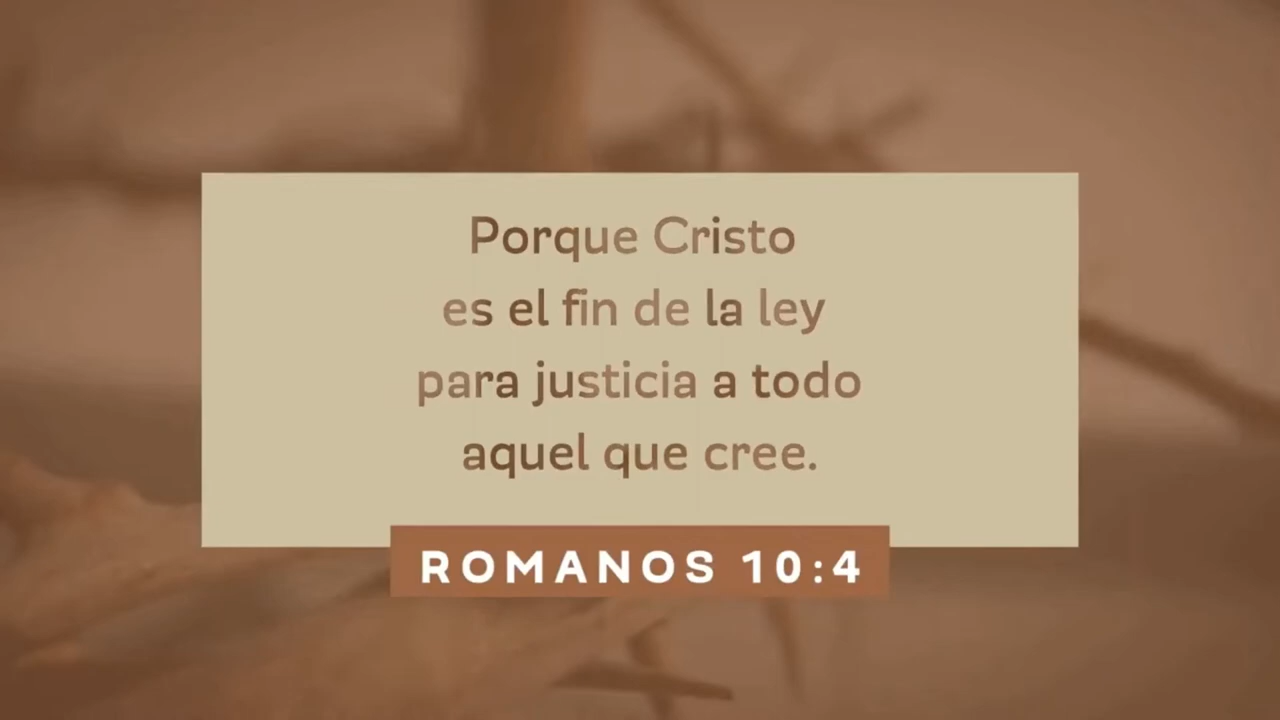 Porque Cristo
es el fin de la ley
para justicia a todo
aquel que cree.
ROMANOS 10:4